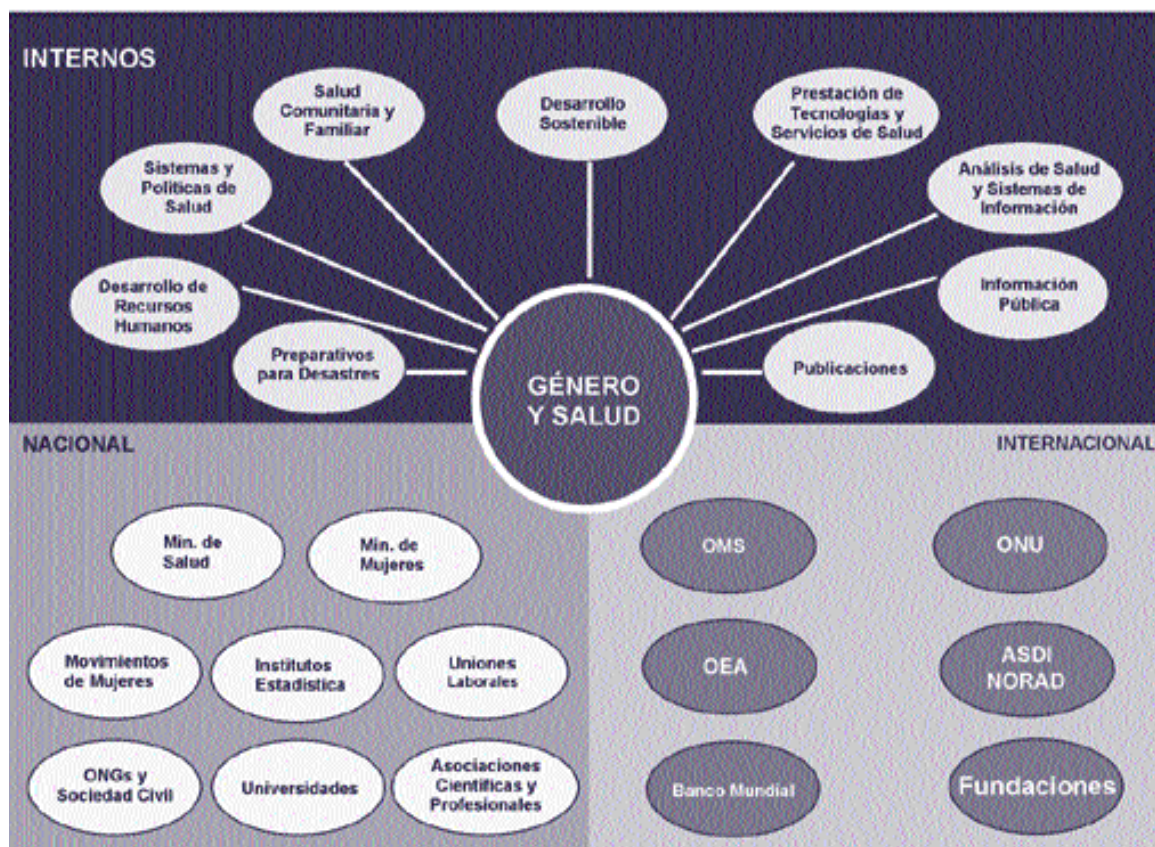 INTERNOS
Salud
Comunitaria y
Familiar
Desarrollo
Sostenible
Prestación de
Tecnologías y
Servicios de Salud
Sistemas y
Políticas de
Salud
Análisis de Salud
y Sistemas de
Información
Desarrollo de
Recursos
Humanos
Información
Pública
Preparativos
para Desastres
Publicaciones
GÉNERO
Y SALUD
NACIONAL
Min. de
Salud
Min. de
Mujeres
Movimientos
de Mujeres
Institutos
Estadística
Uniones
Laborales
ONGs y
Sociedad Civil
Universidades
Asociaciones
Científicas y
Profesionales
INTERNACIONAL
OMS
ONU
OEA
ASDI
NORAD
Banco Mundial
Fundaciones